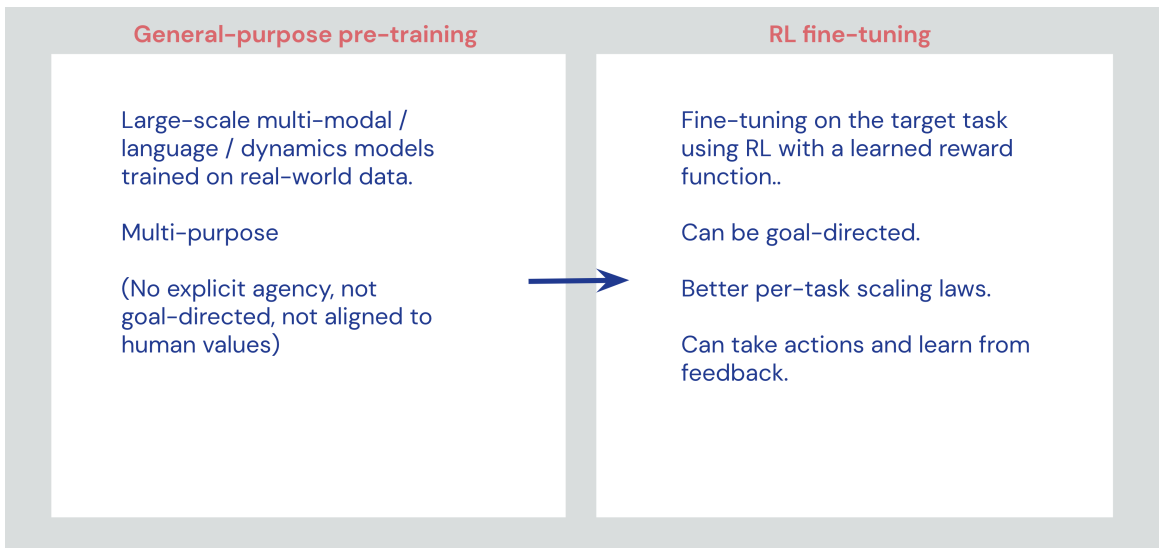 General-purpose pre-training
Large-scale multi-modal /
language / dynamics models
trained on real-world data.
Multi-purpose
(No explicit agency, not
goal-directed, not aligned to
human values)
RL fine-tuning
Fine-tuning on the target task
using RL with a learned reward
function..
Can be goal-directed.
Better per-task scaling laws.
Can take actions and learn from
feedback.